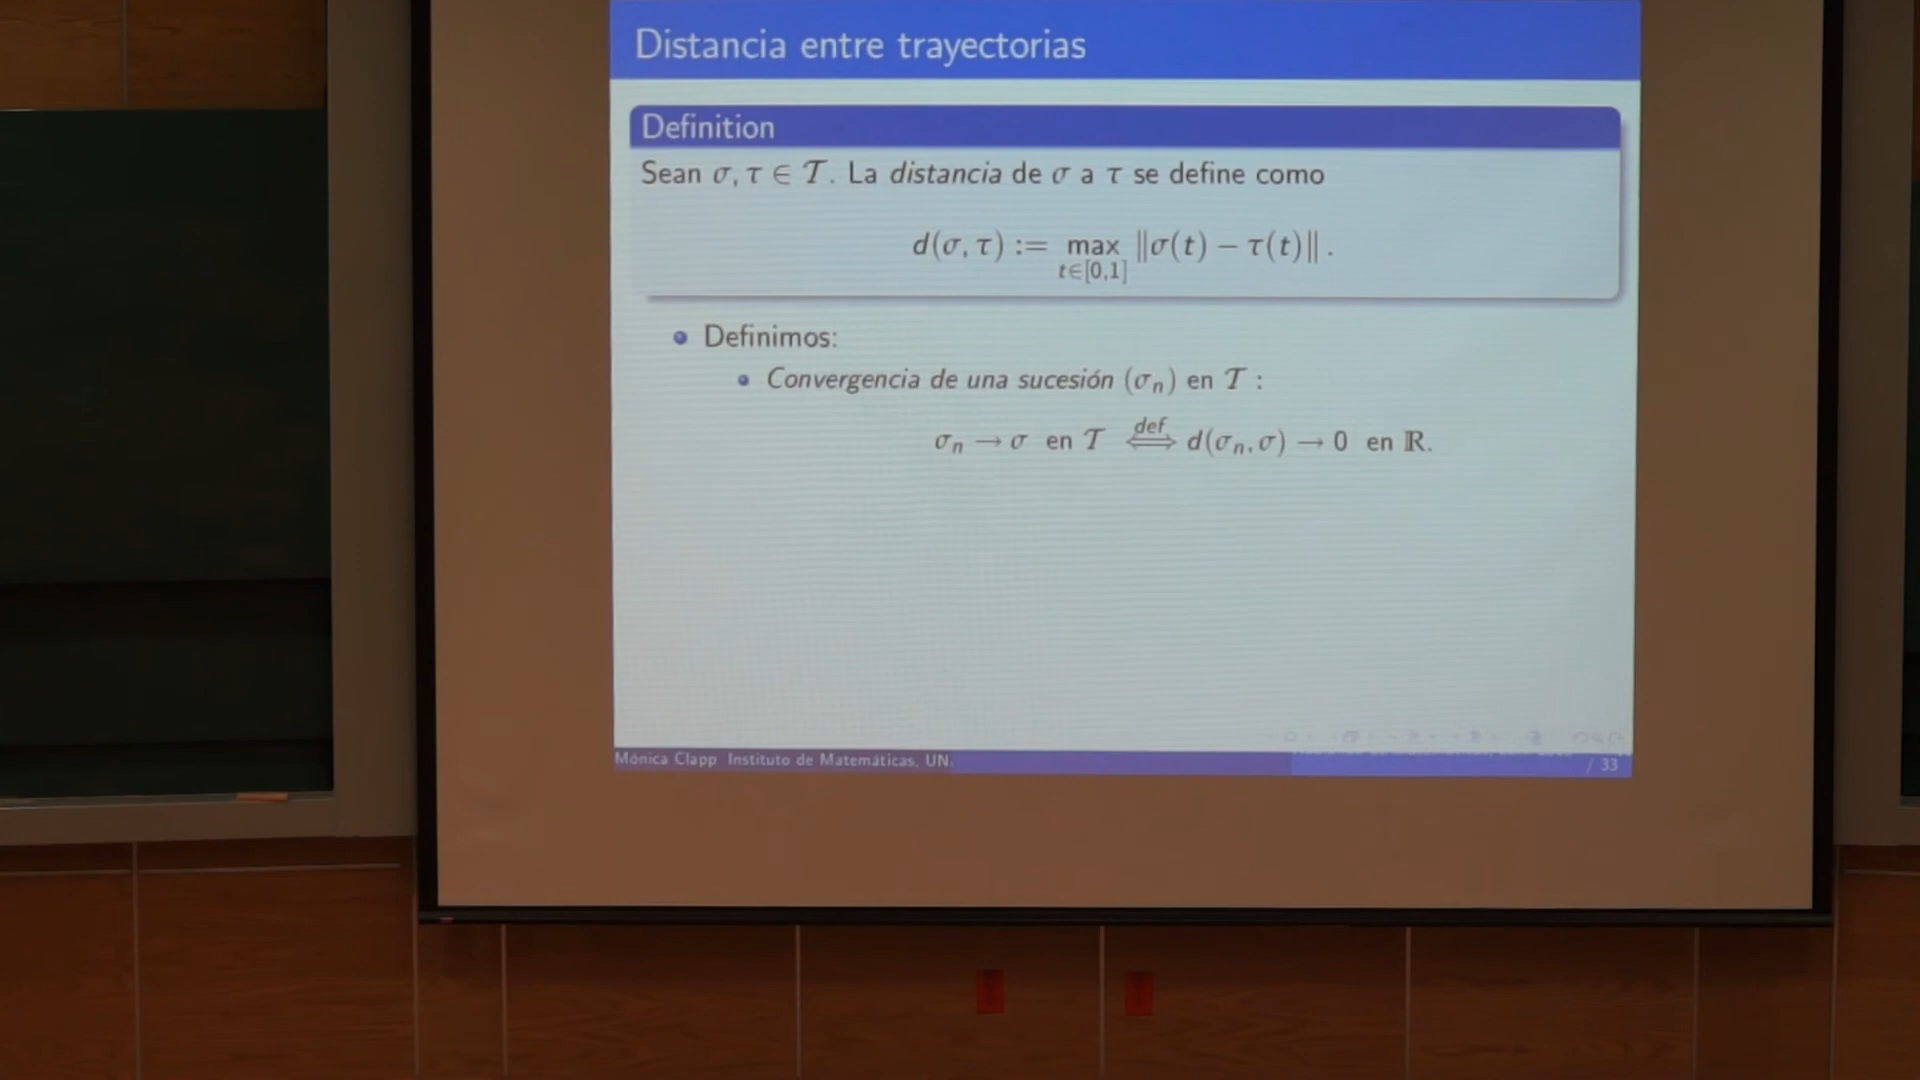 Distancia entre trayectorias
Definition
Sean σ, τ ∈ 𝒯. La distancia de σ a τ se define como
d(σ, τ) := max ‖σ(t) − τ(t)‖ .
t∈[0,1]
Definimos:
Convergencia de una sucesión (σₙ) en 𝒯 :
σₙ → σ en 𝒯 ⟺ d(σₙ, σ) → 0 en ℝ.
def
Mónica Clapp Instituto de Matemáticas, UN.
/ 33